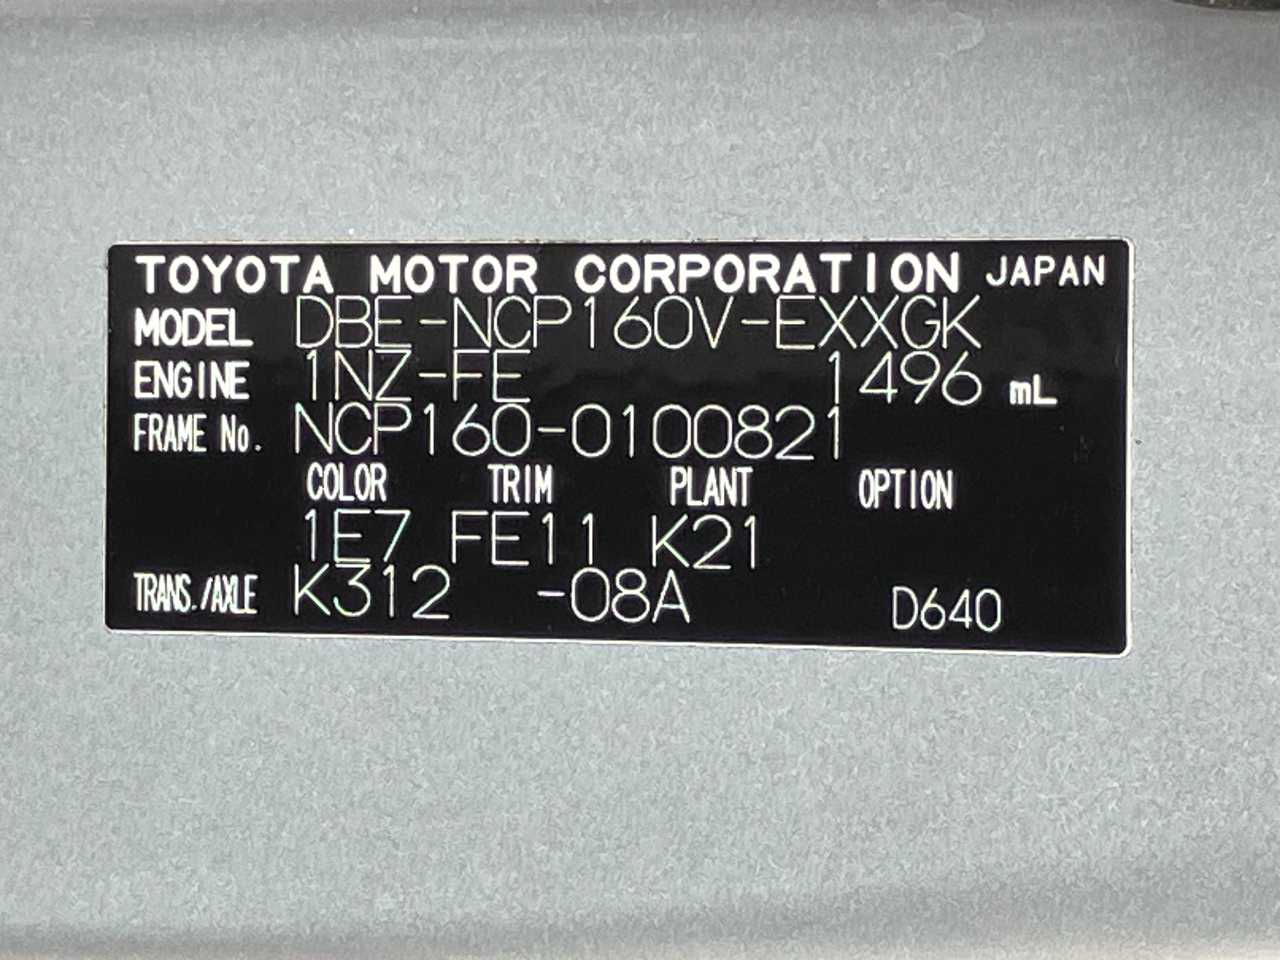 TOYOTA MOTOR CORPORATION JAPAN
MODEL DBE-NCP160V-EXXGK
ENGINE 1NZ-FE 1496 mL
FRAME No. NCP160-0100821
COLOR TRIM PLANT OPTION
1E7 FE11 K21
TRANS./AXLE K312 -08A D640